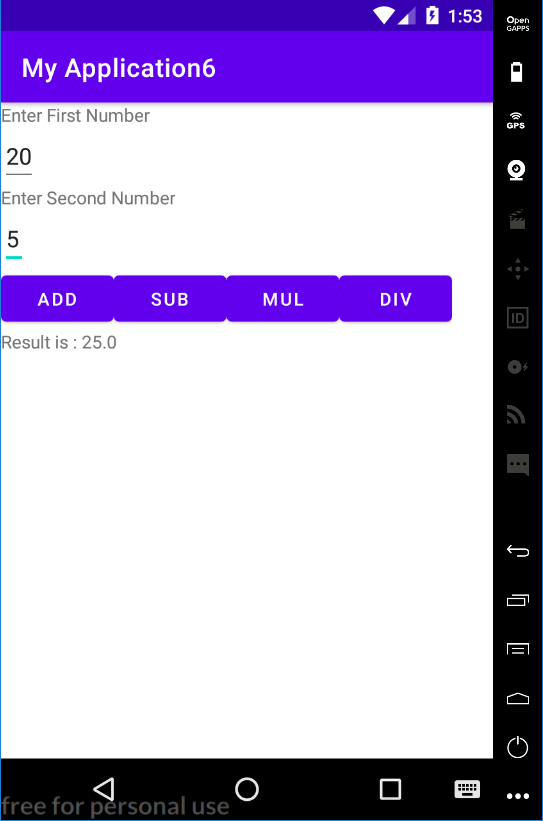 1:53
Open
GAPPS
My Application6
Enter First Number
20
GPS
Enter Second Number
5
ADD SUB MUL DIV
ID
Result is : 25.0
free for personal use